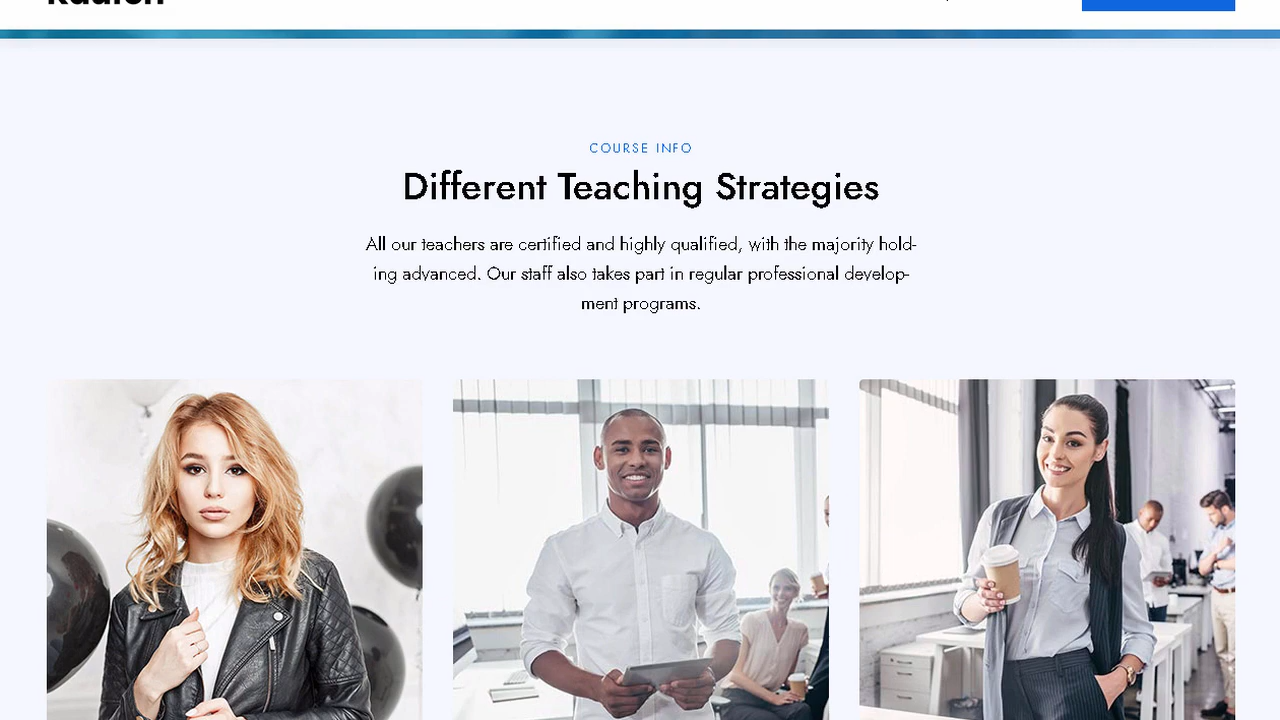 COURSE INFO
Different Teaching Strategies
All our teachers are certified and highly qualified, with the majority hold-
ing advanced. Our staff also takes part in regular professional develop-
ment programs.